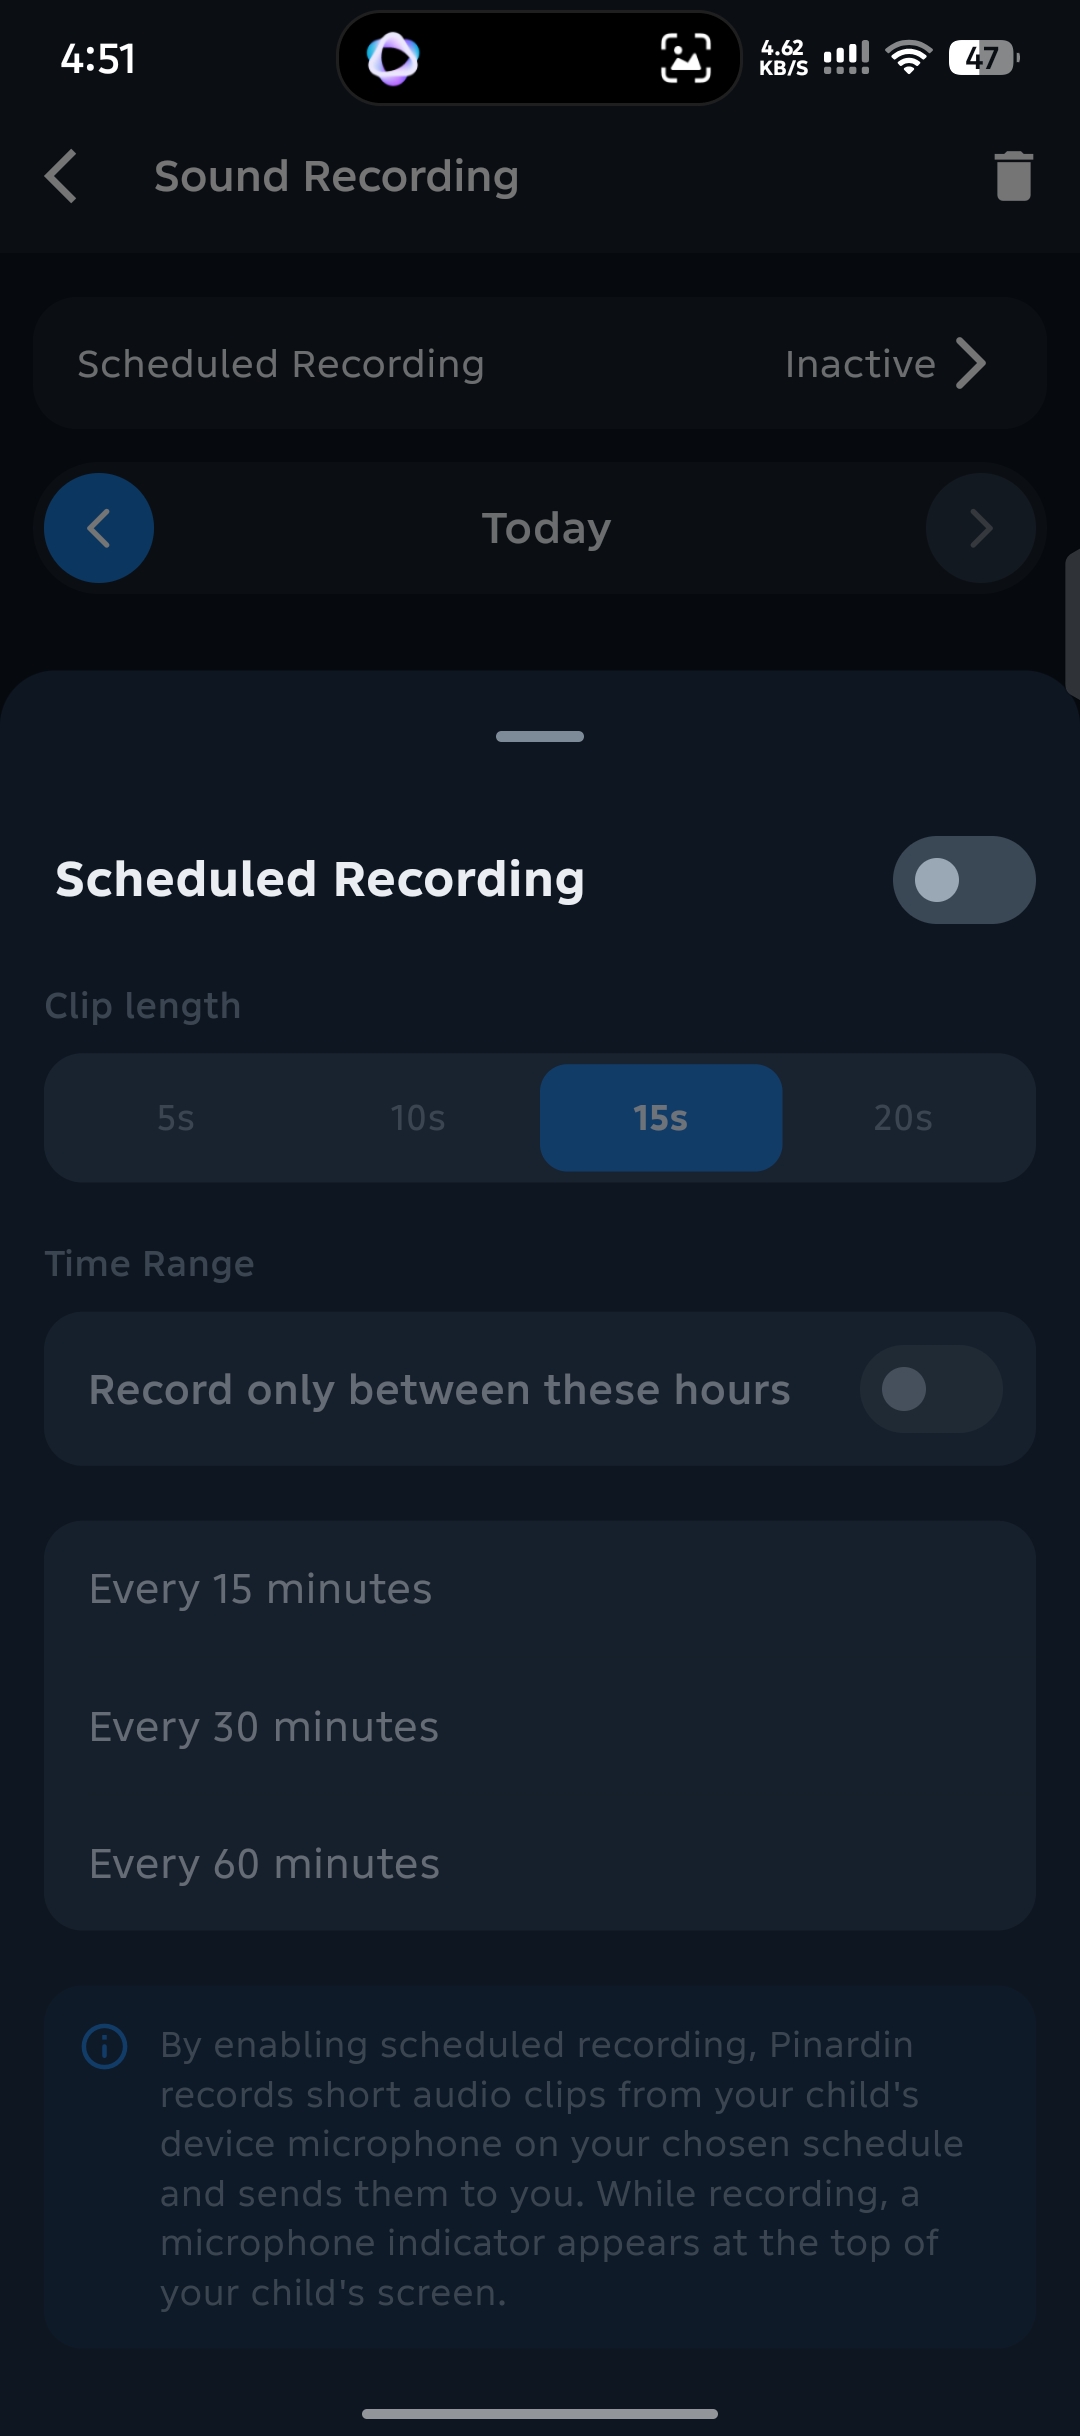 4:51
4.62
KB/S
47
Sound Recording
Scheduled Recording
Inactive
Today
Scheduled Recording
Clip length
5s
10s
15s
20s
Time Range
Record only between these hours
Every 15 minutes
Every 30 minutes
Every 60 minutes
By enabling scheduled recording, Pinardin
records short audio clips from your child's
device microphone on your chosen schedule
and sends them to you. While recording, a
microphone indicator appears at the top of
your child's screen.